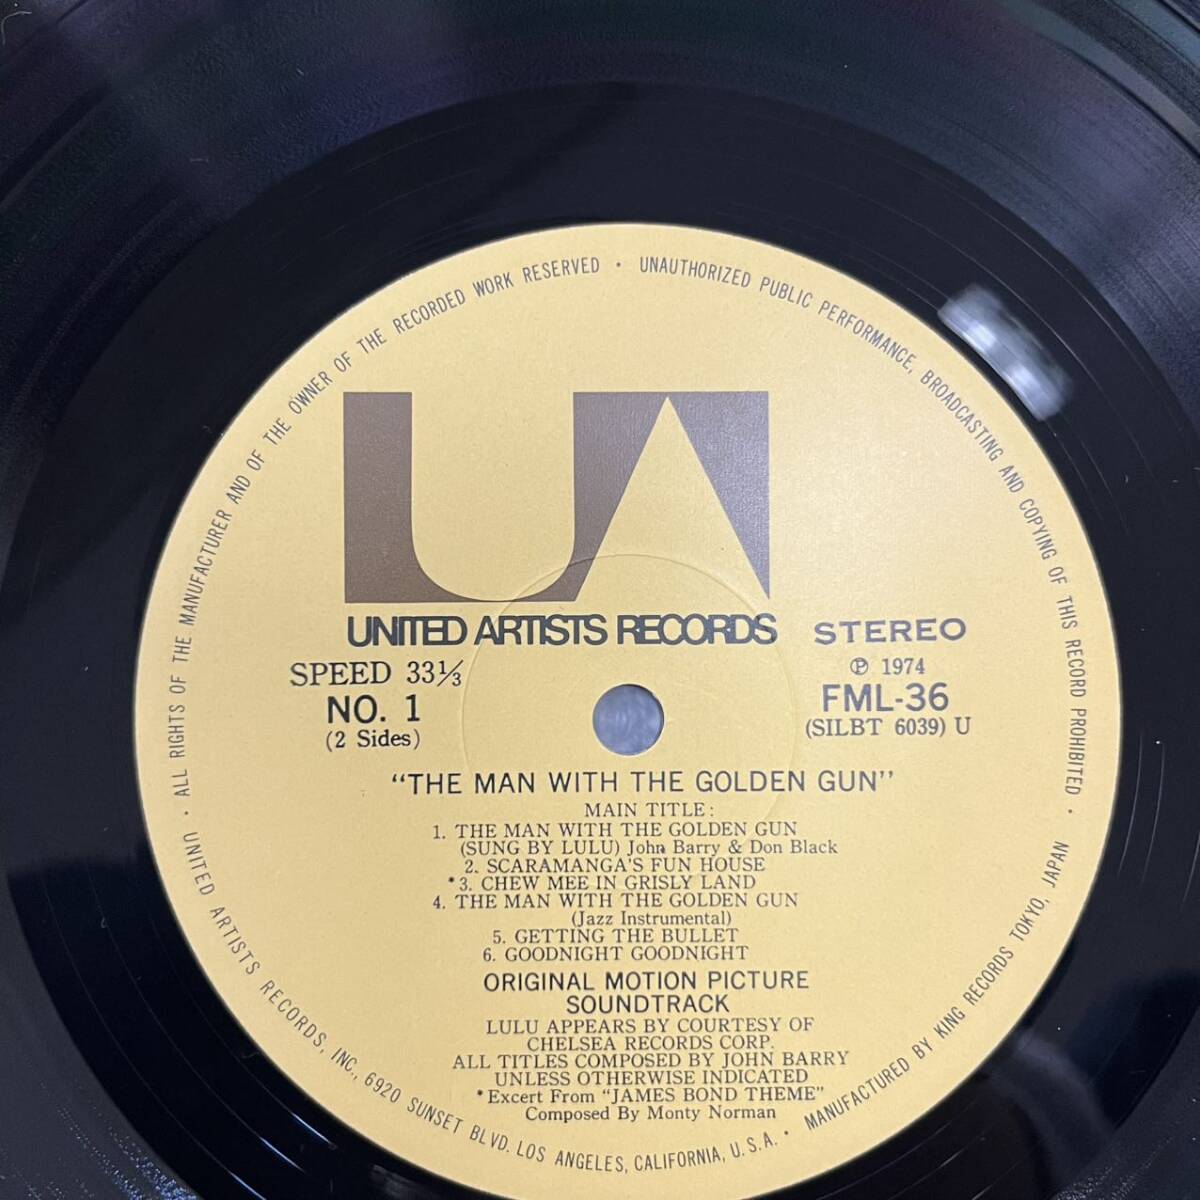 · ALL RIGHTS OF THE MANUFACTURER AND OF THE OWNER OF THE RECORDED WORK RESERVED · UNAUTHORIZED PUBLIC PERFORMANCE, BROADCASTING AND COPYING OF THIS RECORD PROHIBITED ·
UA
UNITED ARTISTS RECORDS
STEREO
SPEED 33⅓
℗ 1974
NO. 1
FML-36
(2 Sides)
(SILBT 6039) U
"THE MAN WITH THE GOLDEN GUN"
MAIN TITLE:
1. THE MAN WITH THE GOLDEN GUN
(SUNG BY LULU) John Barry & Don Black
2. SCARAMANGA'S FUN HOUSE
*3. CHEW MEE IN GRISLY LAND
4. THE MAN WITH THE GOLDEN GUN
(Jazz Instrumental)
5. GETTING THE BULLET
6. GOODNIGHT GOODNIGHT
ORIGINAL MOTION PICTURE
SOUNDTRACK
LULU APPEARS BY COURTESY OF
CHELSEA RECORDS CORP.
ALL TITLES COMPOSED BY JOHN BARRY
UNLESS OTHERWISE INDICATED
*Excert From "JAMES BOND THEME"
Composed By Monty Norman
UNITED ARTISTS RECORDS, INC., 6920 SUNSET BLVD. LOS ANGELES, CALIFORNIA, U.S.A. · MANUFACTURED BY KING RECORDS TOKYO, JAPAN